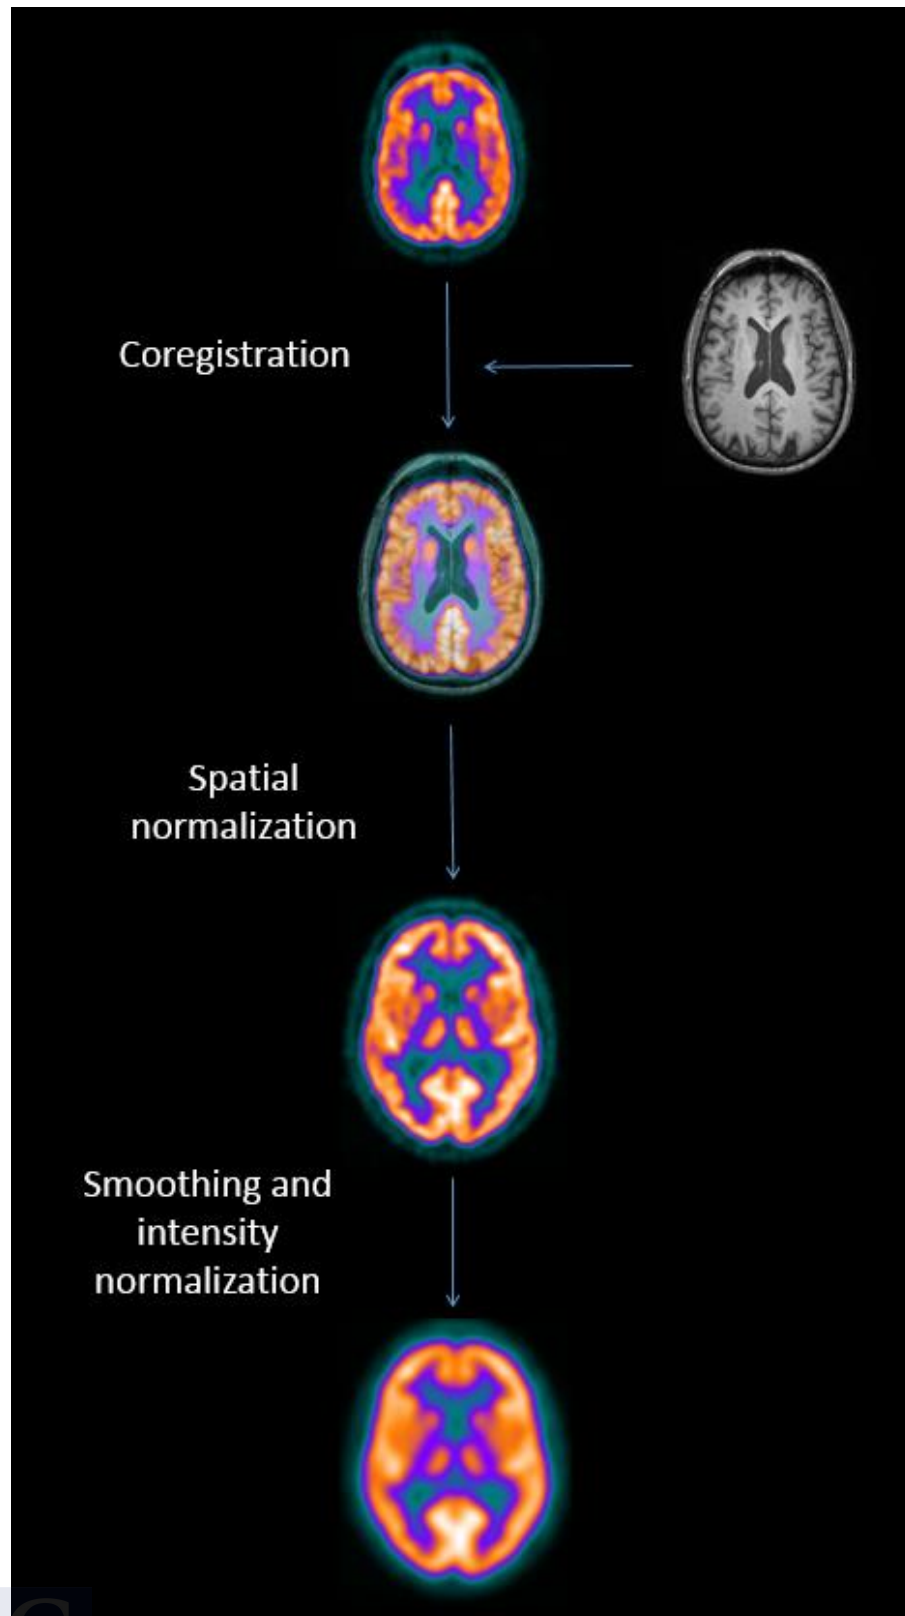 Coregistration
Spatial
normalization
Smoothing and
intensity
normalization